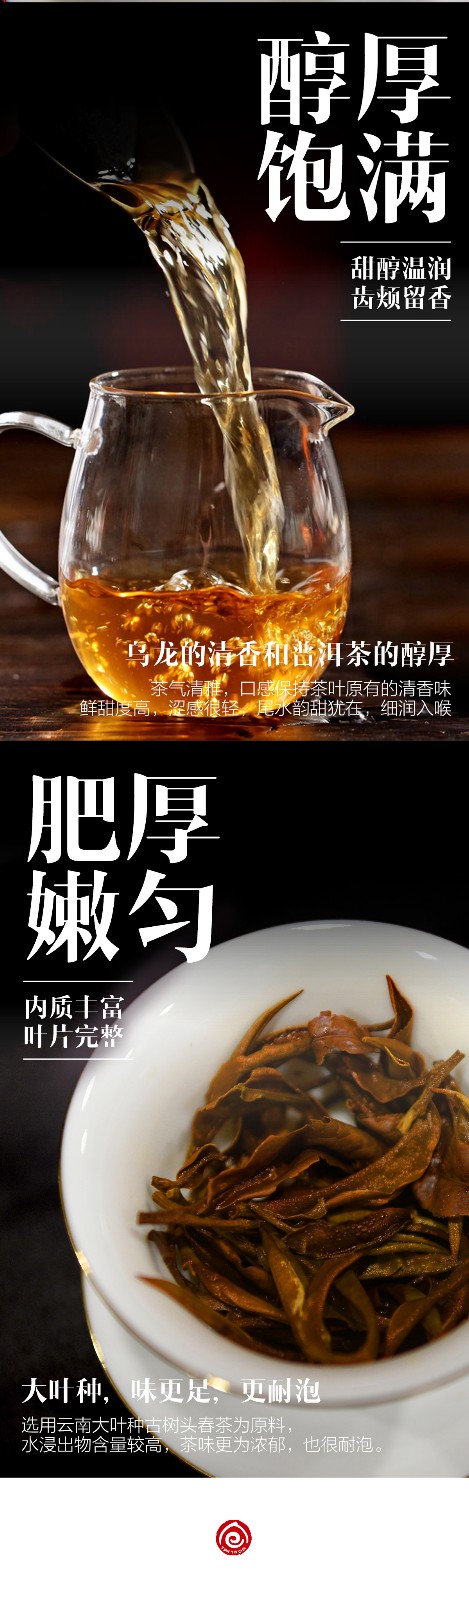 醇厚
饱满
甜醇温润
齿颊留香
乌龙的清香和普洱茶的醇厚
茶气清雅，口感保持茶叶原有的清香味
鲜甜度高，涩感很轻，尾水韵甜犹在，细润入喉
肥厚
嫩匀
内质丰富
叶片完整
大叶种，味更足，更耐泡
选用云南大叶种古树头春茶为原料，
水浸出物含量较高，茶味更为浓郁，也很耐泡。